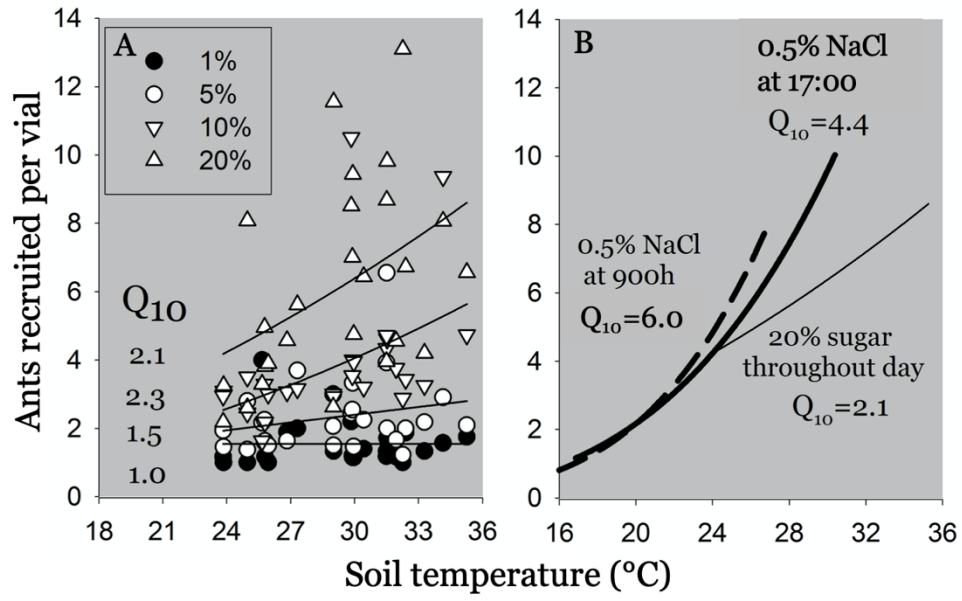 Ants recruited per vial
14
12
10
8
6
4
2
0
A
1%
5%
10%
20%
Q10
2.1
2.3
1.5
1.0
18
24
27
30
33
36
14
12
10
8
6
4
2
0
B
0.5% NaCl
at 17:00
Q10=4.4
0.5% NaCl
at 900h
Q10=6.0
20% sugar
throughout day
Q10=2.1
16
20
24
28
32
36
Soil temperature (°C)